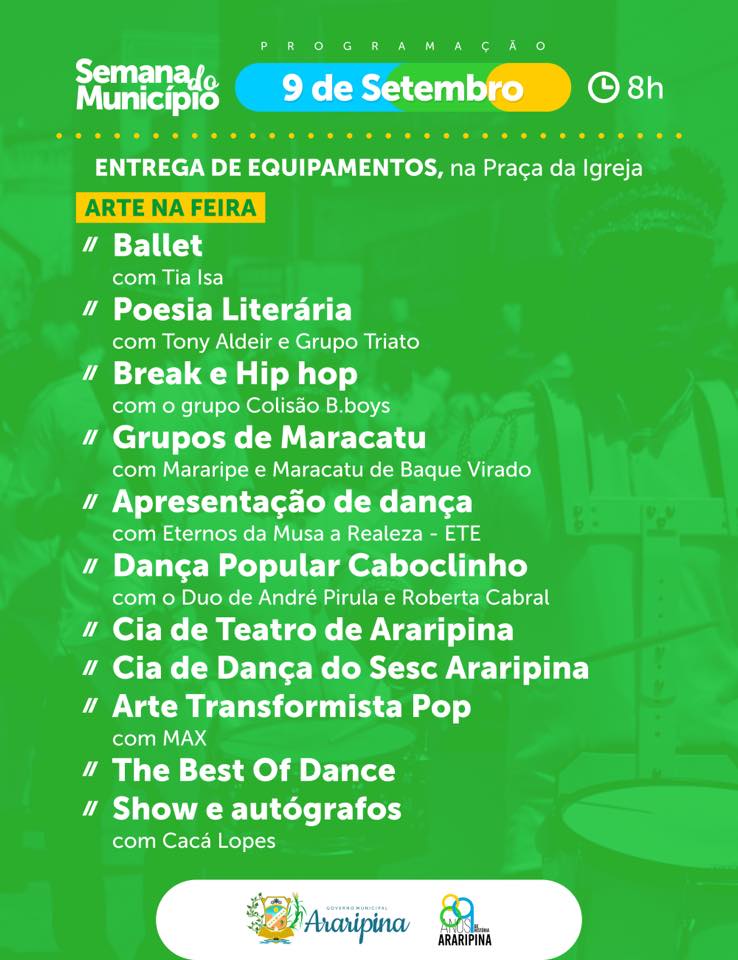 PROGRAMAÇÃO
Semana do
Município
9 de Setembro
8h
ENTREGA DE EQUIPAMENTOS, na Praça da Igreja
ARTE NA FEIRA
// Ballet
com Tia Isa
// Poesia Literária
com Tony Aldeir e Grupo Triato
// Break e Hip hop
com o grupo Colisão B.boys
// Grupos de Maracatu
com Mararipe e Maracatu de Baque Virado
// Apresentação de dança
com Eternos da Musa a Realeza - ETE
// Dança Popular Caboclinho
com o Duo de André Pirula e Roberta Cabral
// Cia de Teatro de Araripina
// Cia de Dança do Sesc Araripina
// Arte Transformista Pop
com MAX
// The Best Of Dance
// Show e autógrafos
com Cacá Lopes
GOVERNO MUNICIPAL
Araripina
89
ANOS DE HISTÓRIA
ARARIPINA